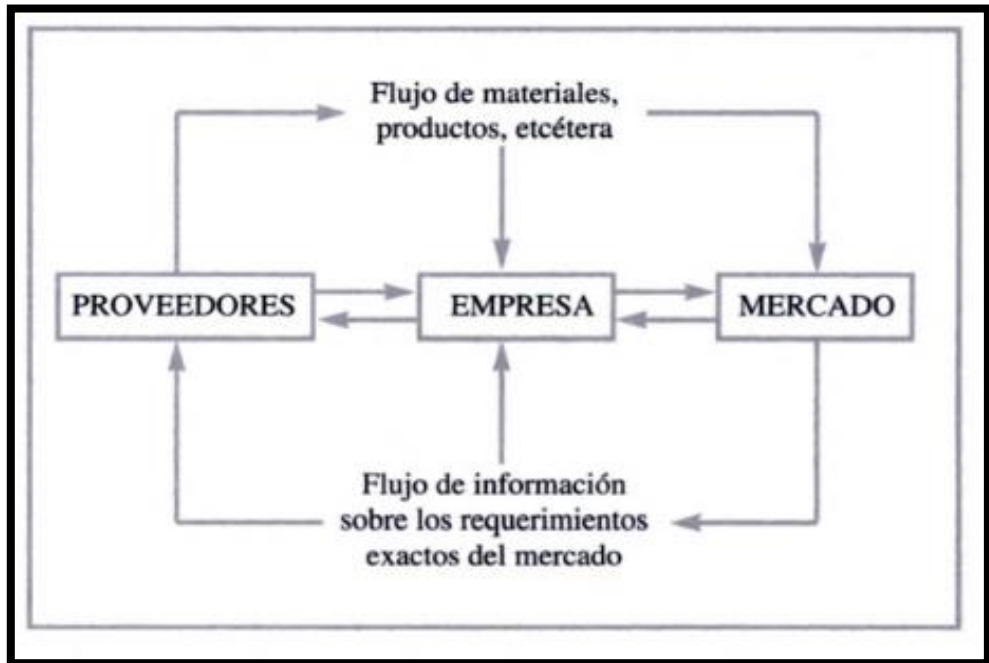 Flujo de materiales,
productos, etcétera
PROVEEDORES
EMPRESA
MERCADO
Flujo de información
sobre los requerimientos
exactos del mercado